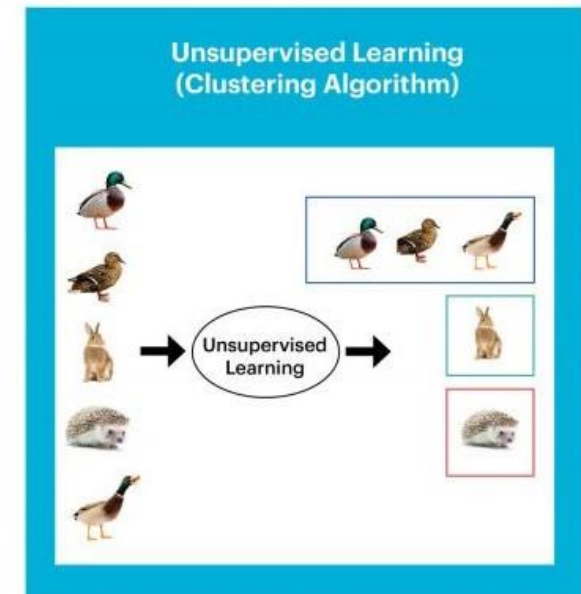 Unsupervised Learning
(Clustering Algorithm)
Unsupervised
Learning